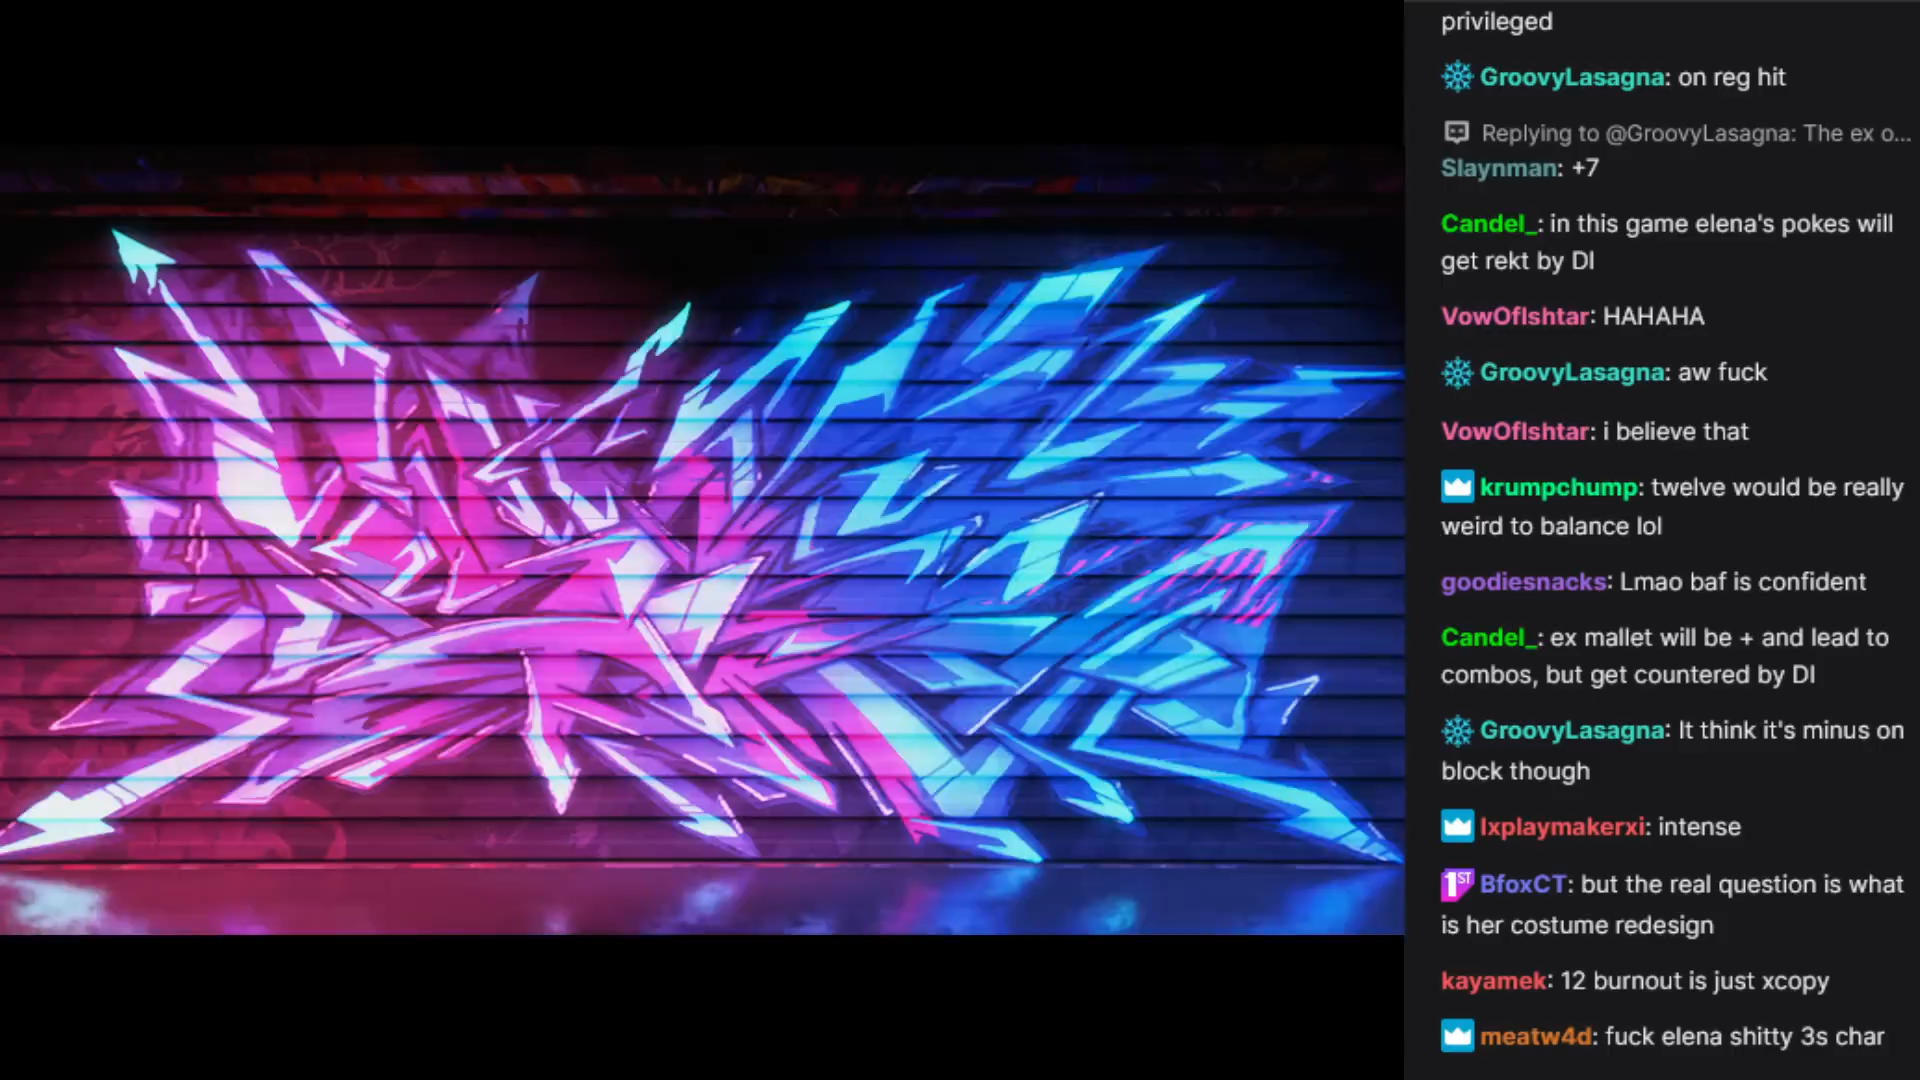 privileged
GroovyLasagna: on reg hit
Replying to @GroovyLasagna: The ex o...
Slaynman: +7
Candel_: in this game elena's pokes will
get rekt by DI
VowOfIshtar: HAHAHA
GroovyLasagna: aw fuck
VowOfIshtar: i believe that
krumpchump: twelve would be really
weird to balance lol
goodiesnacks: Lmao baf is confident
Candel_: ex mallet will be + and lead to
combos, but get countered by DI
GroovyLasagna: It think it's minus on
block though
lxplaymakerxi: intense
1ST BfoxCT: but the real question is what
is her costume redesign
kayamek: 12 burnout is just xcopy
meatw4d: fuck elena shitty 3s char